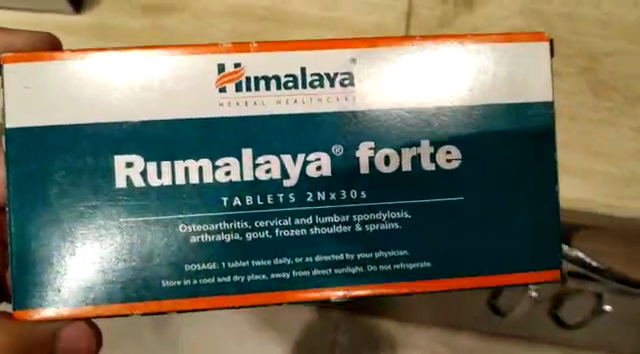 Himalaya®
HERBAL HEALTHCARE
Rumalaya® forte
TABLETS 2Nx30s
Osteoarthritis, cervical and lumbar spondylosis,
arthralgia, gout, frozen shoulder & sprains.
DOSAGE: 1 tablet twice daily, or as directed by your physician.
Store in a cool and dry place, away from direct sunlight. Do not refrigerate.